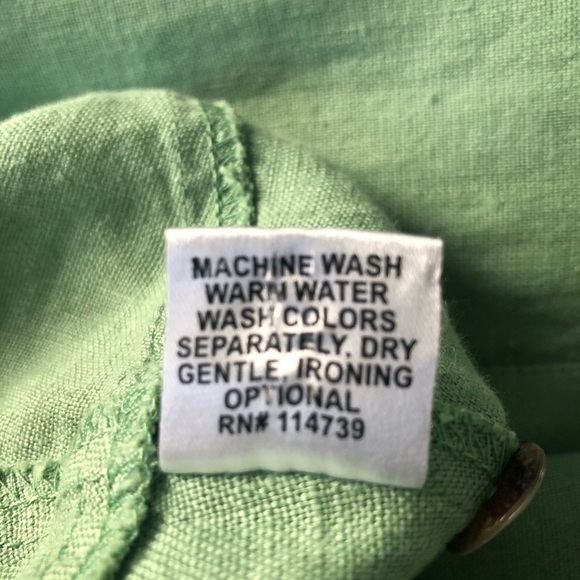 MACHINE WASH
WARM WATER
WASH COLORS
SEPARATELY. DRY
GENTLE, IRONING
OPTIONAL
RN# 114739